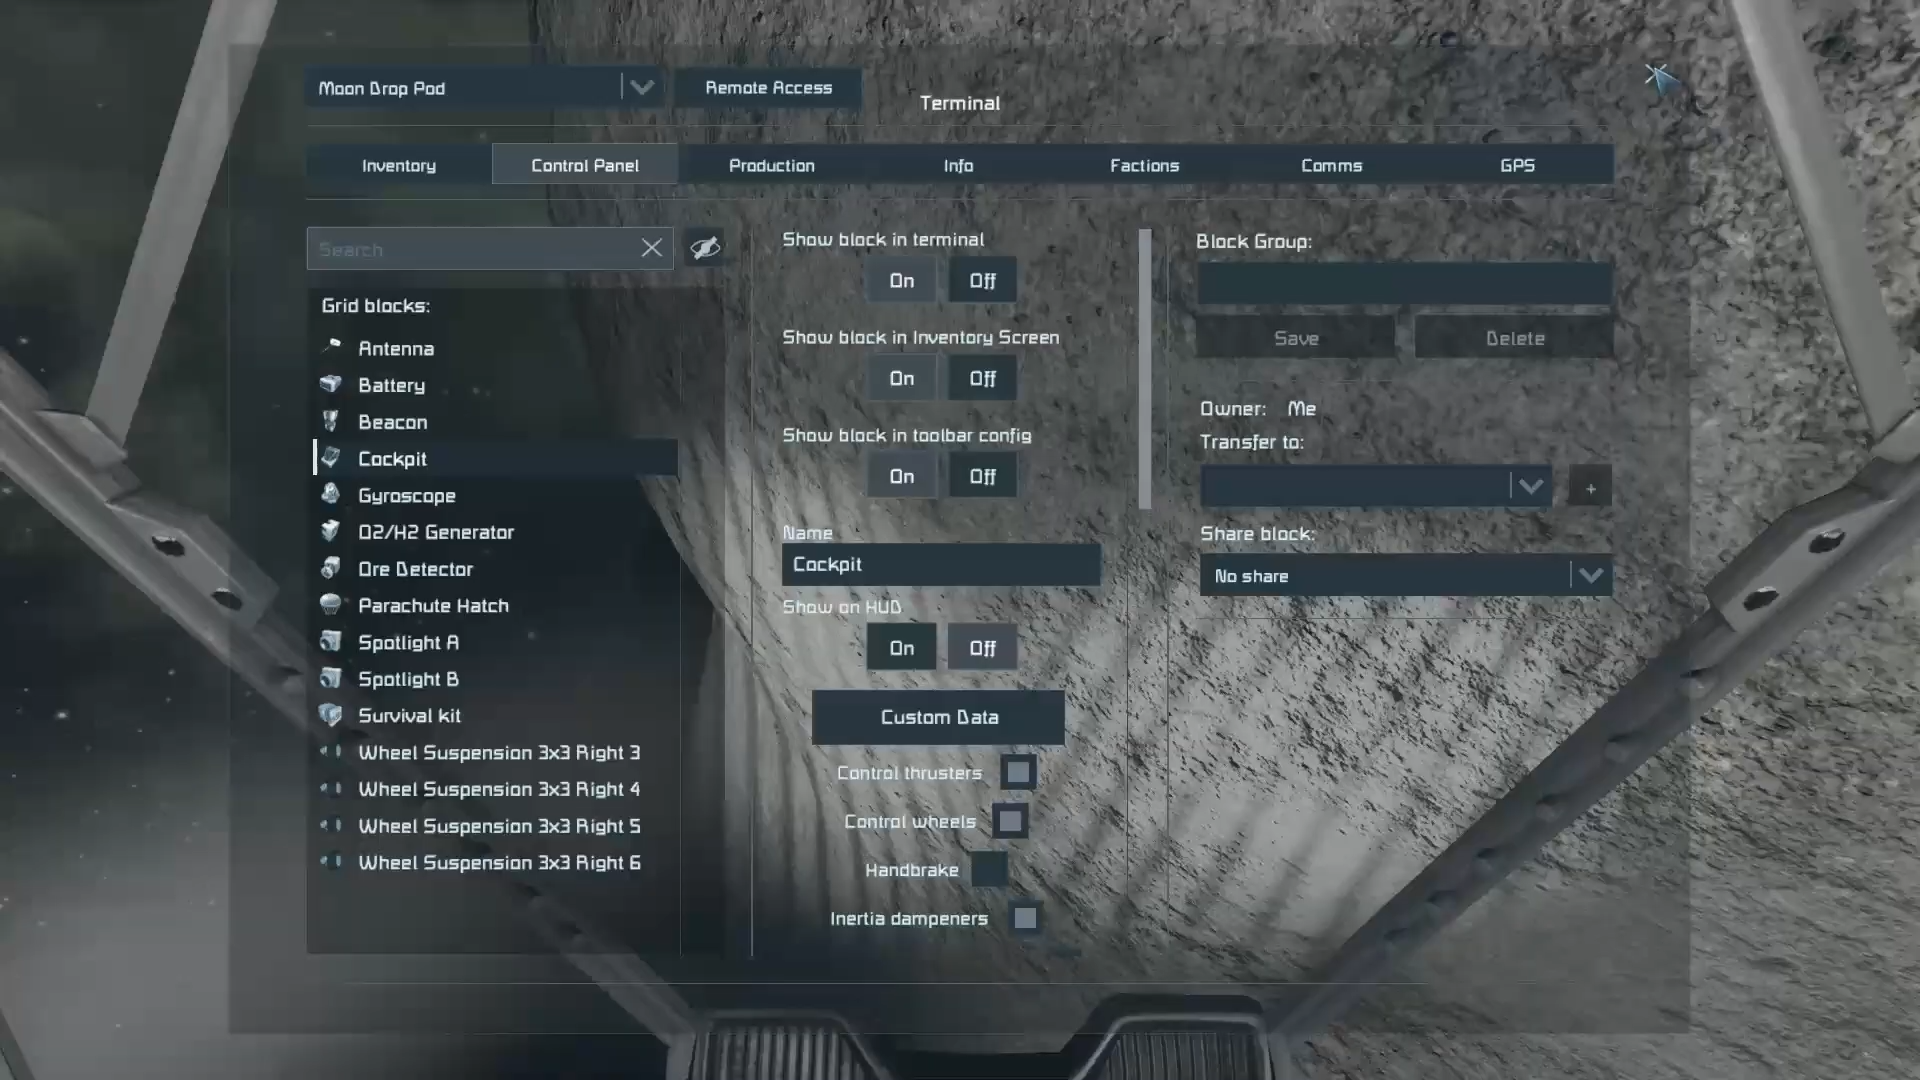 Moon Drop Pod
Remote Access
Terminal
Inventory
Control Panel
Production
Info
Factions
Comms
GPS
Search
Grid blocks:
Antenna
Battery
Beacon
Cockpit
Gyroscope
O2/H2 Generator
Ore Detector
Parachute Hatch
Spotlight A
Spotlight B
Survival kit
Wheel Suspension 3x3 Right 3
Wheel Suspension 3x3 Right 4
Wheel Suspension 3x3 Right 5
Wheel Suspension 3x3 Right 6
Show block in terminal
On Off
Show block in Inventory Screen
On Off
Show block in toolbar config
On Off
Name
Cockpit
Show on HUD
On Off
Custom Data
Control thrusters
Control wheels
Handbrake
Inertia dampeners
Block Group:
Save
Delete
Owner: Me
Transfer to:
+
Share block:
No share